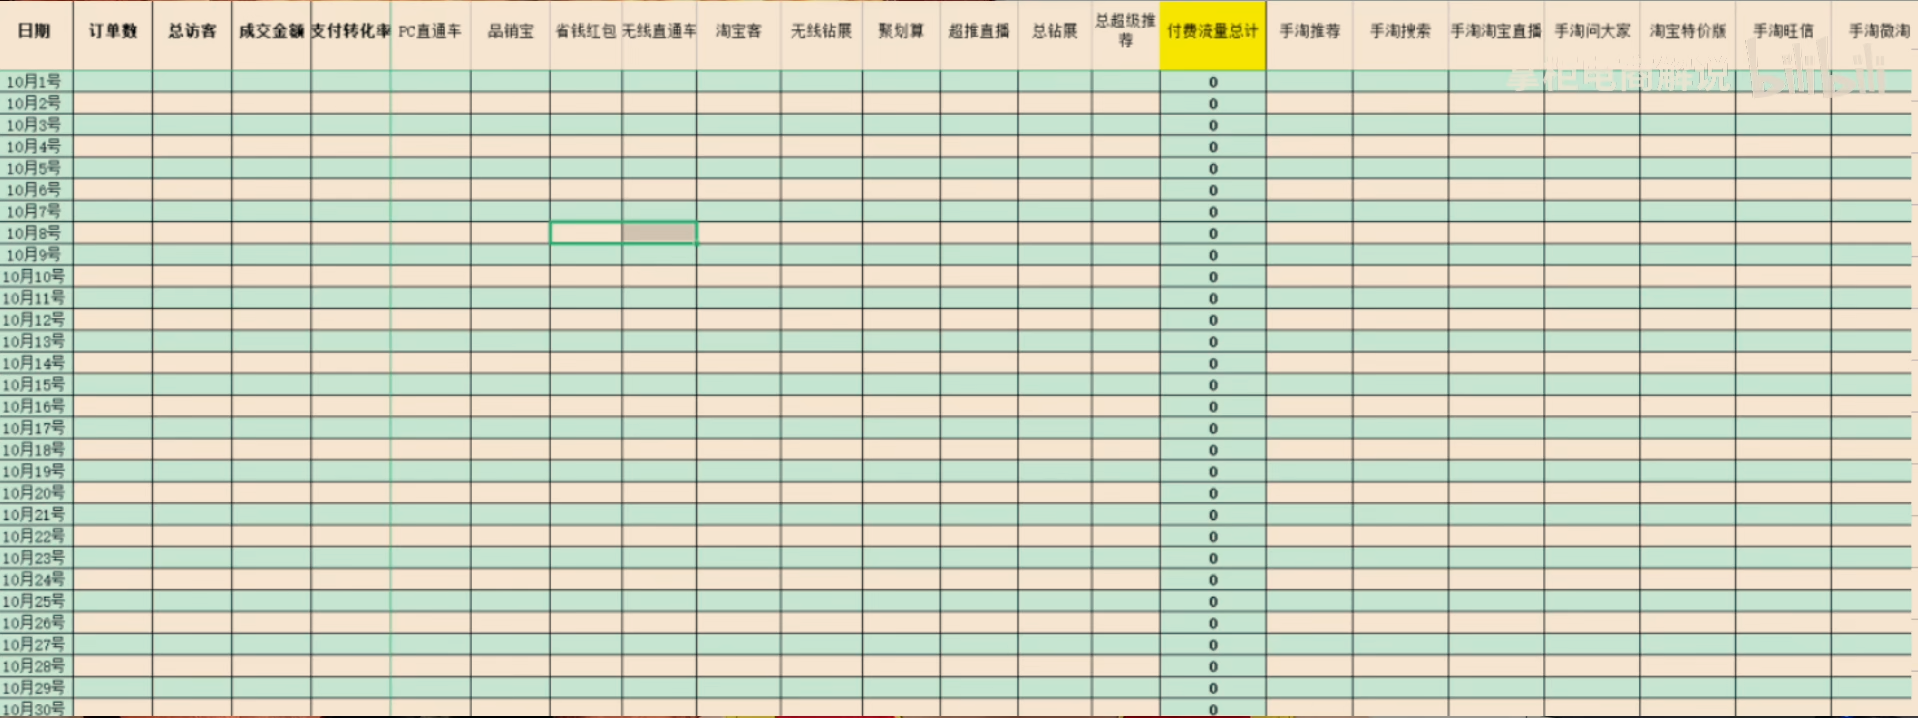 日期 订单数 总访客 成交金额 支付转化率 PC直通车 品销宝 省钱红包 无线直通车 淘宝客 无线钻展 聚划算 超推直播 总钻展 总超级推荐 付费流量总计 手淘推荐 手淘搜索 手淘淘宝直播 手淘问大家 淘宝特价版 手淘旺信 手淘微淘
掌柜电商解说 bilibili
10月1号 0
10月2号 0
10月3号 0
10月4号 0
10月5号 0
10月6号 0
10月7号 0
10月8号 0
10月9号 0
10月10号 0
10月11号 0
10月12号 0
10月13号 0
10月14号 0
10月15号 0
10月16号 0
10月17号 0
10月18号 0
10月19号 0
10月20号 0
10月21号 0
10月22号 0
10月23号 0
10月24号 0
10月25号 0
10月26号 0
10月27号 0
10月28号 0
10月29号 0
10月30号 0